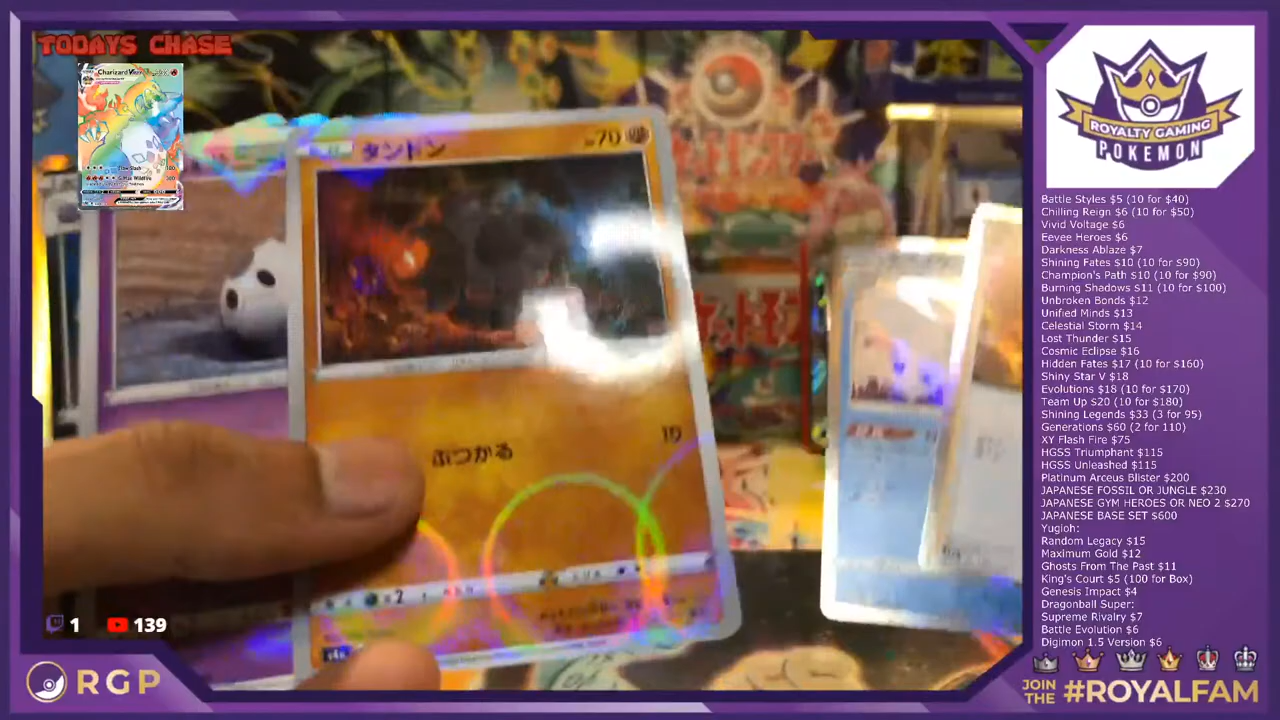 TODAYS CHASE
Charizard
タンドン
70
ぶつかる
10
×2
s4a
1
139
RGP
ROYALTY GAMING
POKEMON
Battle Styles $5 (10 for $40)
Chilling Reign $6 (10 for $50)
Vivid Voltage $6
Eevee Heroes $6
Darkness Ablaze $7
Shining Fates $10 (10 for $90)
Champion's Path $10 (10 for $90)
Burning Shadows $11 (10 for $100)
Unbroken Bonds $12
Unified Minds $13
Celestial Storm $14
Lost Thunder $15
Cosmic Eclipse $16
Hidden Fates $17 (10 for $160)
Shiny Star V $18
Evolutions $18 (10 for $170)
Team Up $20 (10 for $180)
Shining Legends $33 (3 for 95)
Generations $60 (2 for 110)
XY Flash Fire $75
HGSS Triumphant $115
HGSS Unleashed $115
Platinum Arceus Blister $200
JAPANESE FOSSIL OR JUNGLE $230
JAPANESE GYM HEROES OR NEO 2 $270
JAPANESE BASE SET $600
Yugioh:
Random Legacy $15
Maximum Gold $12
Ghosts From The Past $11
King's Court $5 (100 for Box)
Genesis Impact $4
Dragonball Super:
Supreme Rivalry $7
Battle Evolution $6
Digimon 1.5 Version $6
JOIN
THE
#ROYALFAM